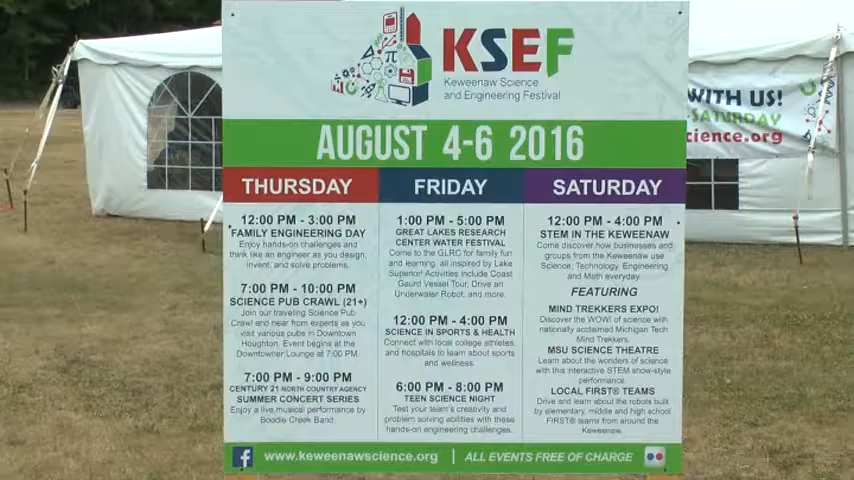 KSEF
Keweenaw Science
and Engineering Festival
AUGUST 4-6 2016
THURSDAY
12:00 PM - 3:00 PM
FAMILY ENGINEERING DAY
Enjoy hands-on challenges and
think like an engineer as you design,
invent, and solve problems.
7:00 PM - 10:00 PM
SCIENCE PUB CRAWL (21+)
Join our traveling Science Pub
Crawl and hear from experts as you
visit various pubs in Downtown
Houghton. Event begins at the
Downtowner Lounge at 7:00 PM.
7:00 PM - 9:00 PM
CENTURY 21 NORTH COUNTRY AGENCY
SUMMER CONCERT SERIES
Enjoy a live musical performance by
Boodie Creek Band.
FRIDAY
1:00 PM - 5:00 PM
GREAT LAKES RESEARCH
CENTER WATER FESTIVAL
Come to the GLRC for family fun
and learning, all inspired by Lake
Superior! Activities include Coast
Gaurd Vessel Tour, Drive an
Underwater Robot, and more.
12:00 PM - 4:00 PM
SCIENCE IN SPORTS & HEALTH
Connect with local college athletes,
and hospitals to learn about sports
and wellness.
6:00 PM - 8:00 PM
TEEN SCIENCE NIGHT
Test your team's creativity and
problem solving abilities with these
hands-on engineering challenges.
SATURDAY
12:00 PM - 4:00 PM
STEM IN THE KEWEENAW
Come discover how businesses and
groups from the Keweenaw use
Science, Technology, Engineering
and Math everyday.
FEATURING
MIND TREKKERS EXPO!
Discover the WOW! of science with
nationally acclaimed Michigan Tech
Mind Trekkers.
MSU SCIENCE THEATRE
Learn about the wonders of science
with this interactive STEM show-style
performance.
LOCAL FIRST® TEAMS
Drive and learn about the robots built
by elementary, middle and high school
FIRST® teams from around the
Keweenaw.
f www.keweenawscience.org | ALL EVENTS FREE OF CHARGE
WITH US!
SATURDAY
cience.org